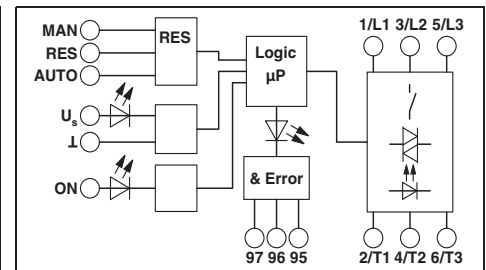 MAN
RES
AUTO
RES
U_s
⊥
ON
Logic
µP
& Error
97 96 95
1/L1 3/L2 5/L3
2/T1 4/T2 6/T3